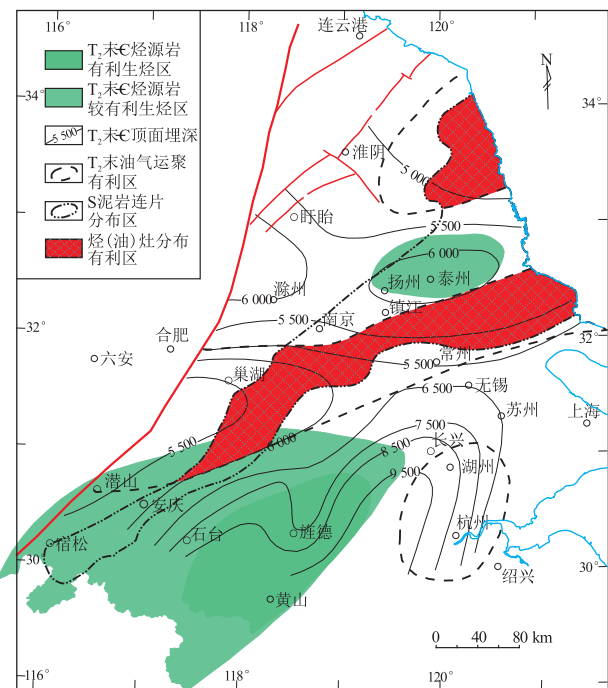 116°
118°
120°
34°
32°
30°
34°
32°
30°
116°
118°
120°
T₂末-Є烃源岩
有利生烃区
T₂末-Є烃源岩
较有利生烃区
5 500
T₂末-Є顶面埋深
T₂末油气运聚
有利区
S泥岩连片
分布区
烃(油)灶分布
有利区
N
连云港
淮阴
5 000
盱眙
5 500
6 000
扬州
泰州
滁州
6 000
镇江
5 500
南京
合肥
六安
常州
5 500
巢湖
6 500
无锡
苏州
上海
7 500
5 500
6 000
8 500
长兴
9 500
湖州
潜山
安庆
石台
旌德
杭州
宿松
绍兴
黄山
0 80 km